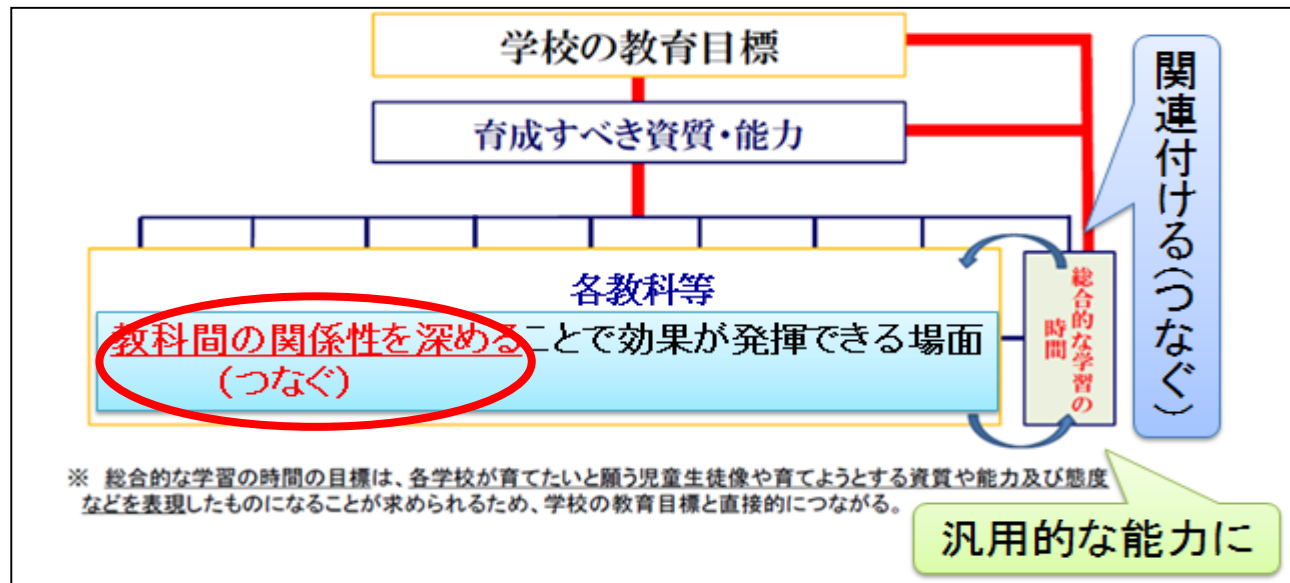 学校の教育目標
育成すべき資質・能力
関連付ける(つなぐ)
各教科等
教科間の関係性を深めることで効果が発揮できる場面
(つなぐ)
総合的な学習の
時間
※ 総合的な学習の時間の目標は、各学校が育てたいと願う児童生徒像や育てようとする資質や能力及び態度
などを表現したものになることが求められるため、学校の教育目標と直接的につながる。
汎用的な能力に